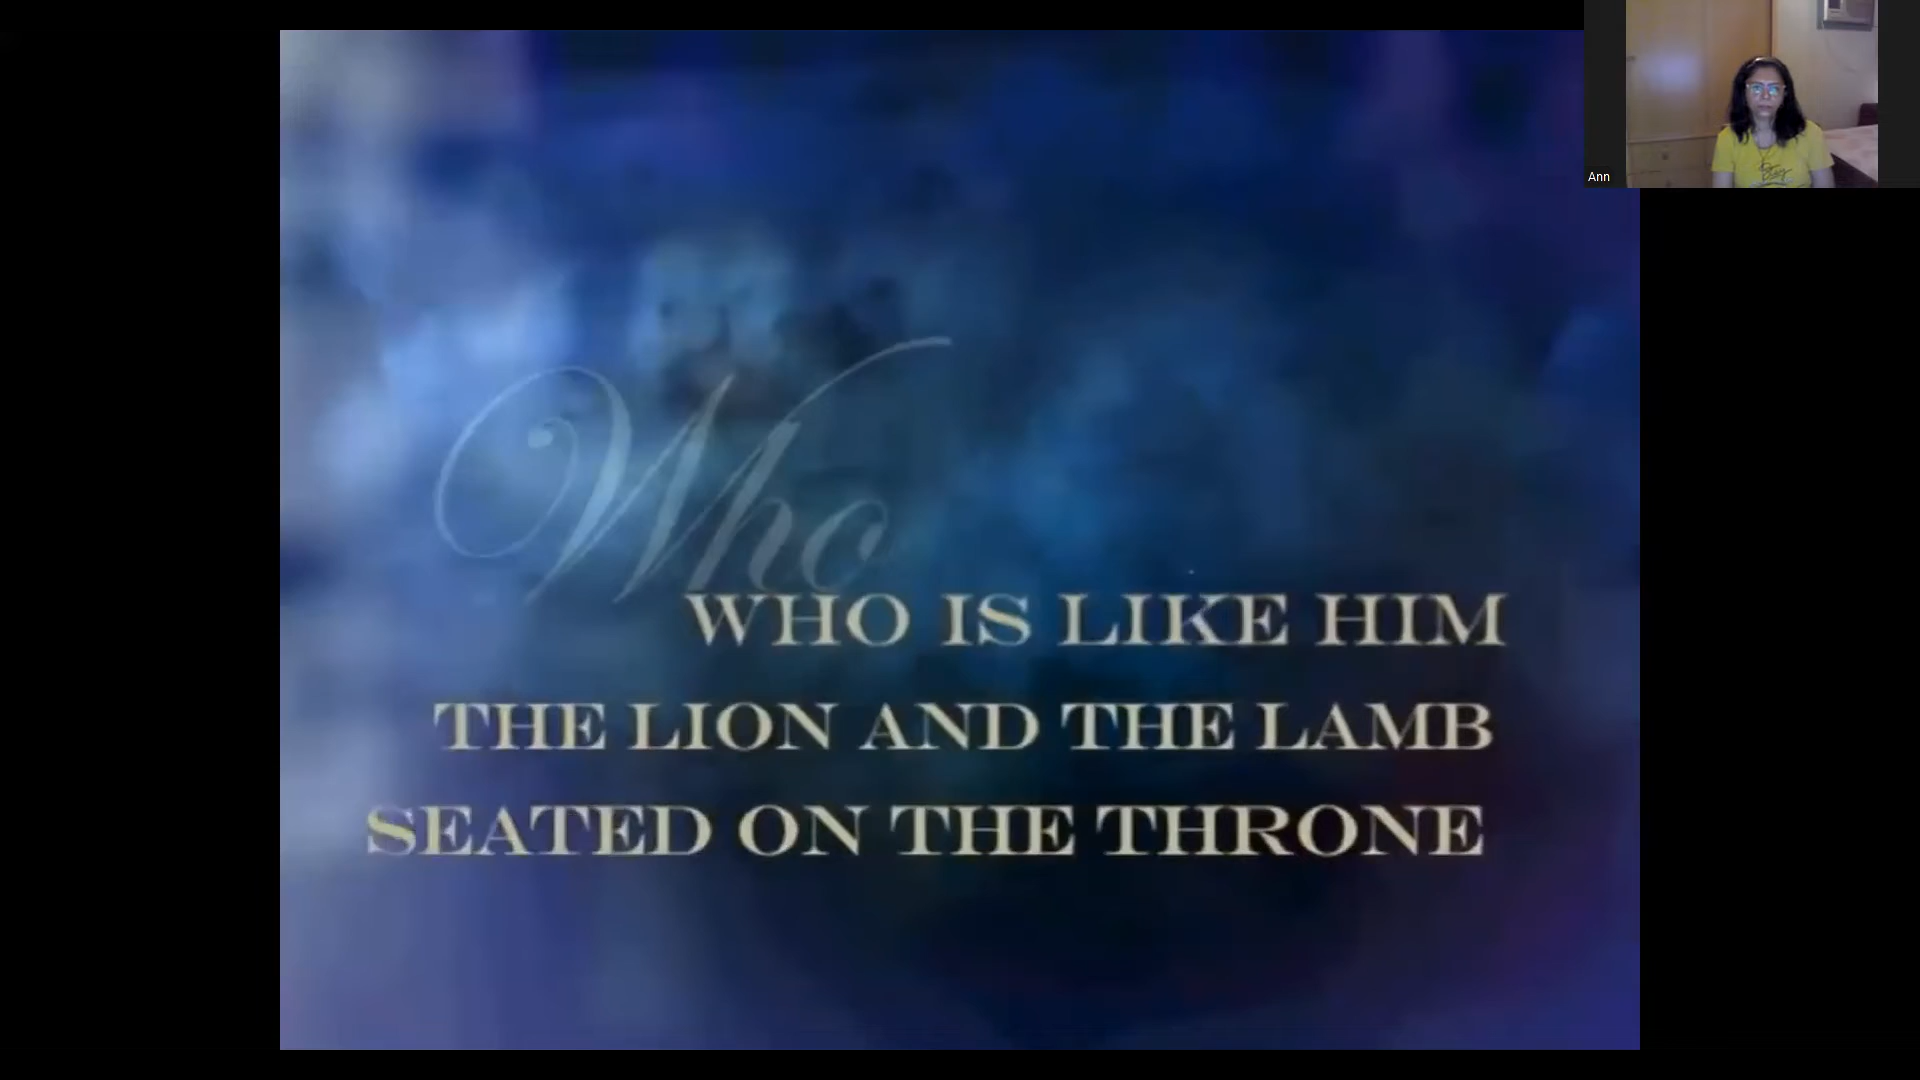 Ann
Who
WHO IS LIKE HIM
THE LION AND THE LAMB
SEATED ON THE THRONE